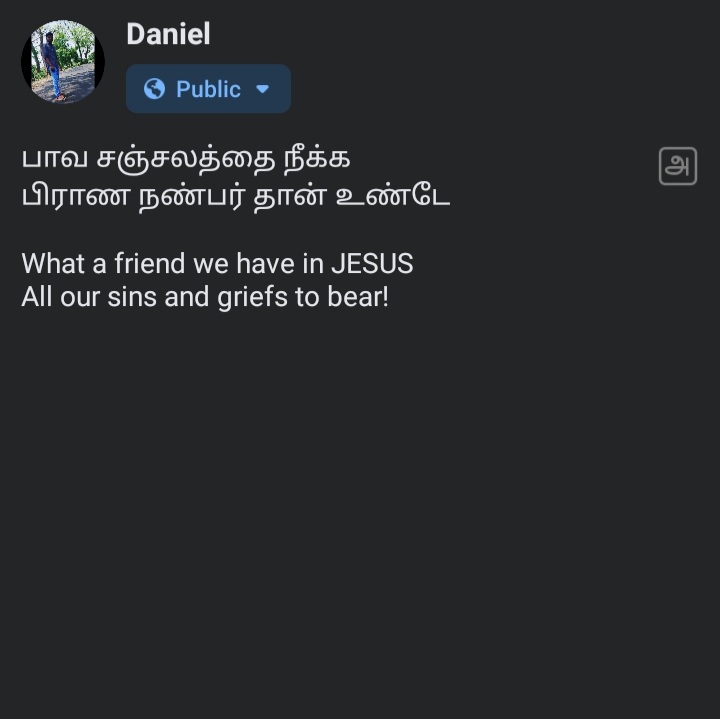 Daniel
Public
பாவ சஞ்சலத்தை நீக்க
பிராண நண்பர் தான் உண்டே
அ
What a friend we have in JESUS
All our sins and griefs to bear!